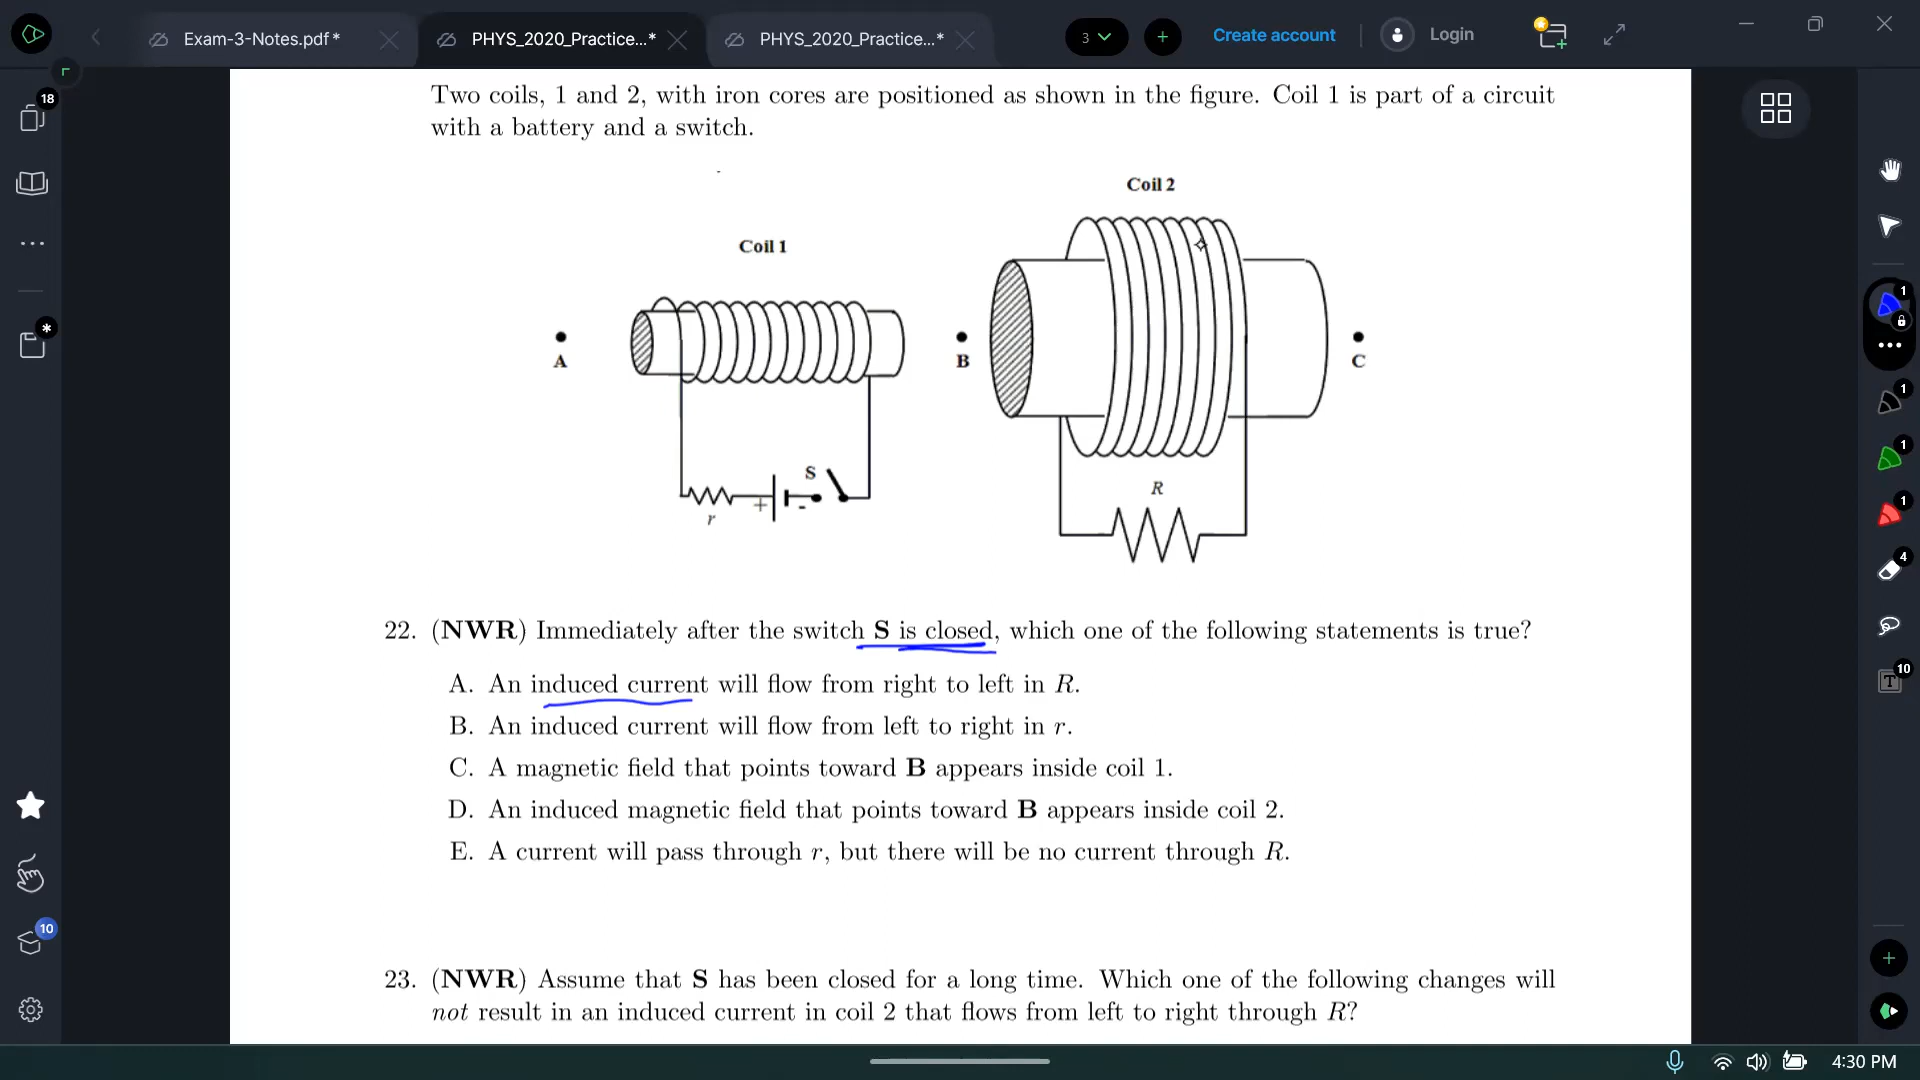 Exam-3-Notes.pdf*
PHYS_2020_Practice...*
PHYS_2020_Practice...*
3
Create account
Login
18
Two coils, 1 and 2, with iron cores are positioned as shown in the figure. Coil 1 is part of a circuit
with a battery and a switch.
Coil 2
Coil 1
A
B
C
S
+
-
r
R
22. (NWR) Immediately after the switch S is closed, which one of the following statements is true?
A. An induced current will flow from right to left in R.
B. An induced current will flow from left to right in r.
C. A magnetic field that points toward B appears inside coil 1.
D. An induced magnetic field that points toward B appears inside coil 2.
E. A current will pass through r, but there will be no current through R.
23. (NWR) Assume that S has been closed for a long time. Which one of the following changes will
not result in an induced current in coil 2 that flows from left to right through R?
1
1
1
1
4
10
T
10
4:30 PM